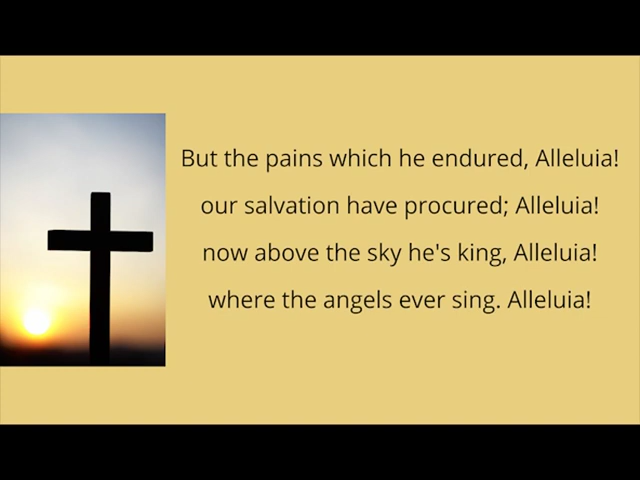 But the pains which he endured, Alleluia!
our salvation have procured; Alleluia!
now above the sky he's king, Alleluia!
where the angels ever sing. Alleluia!